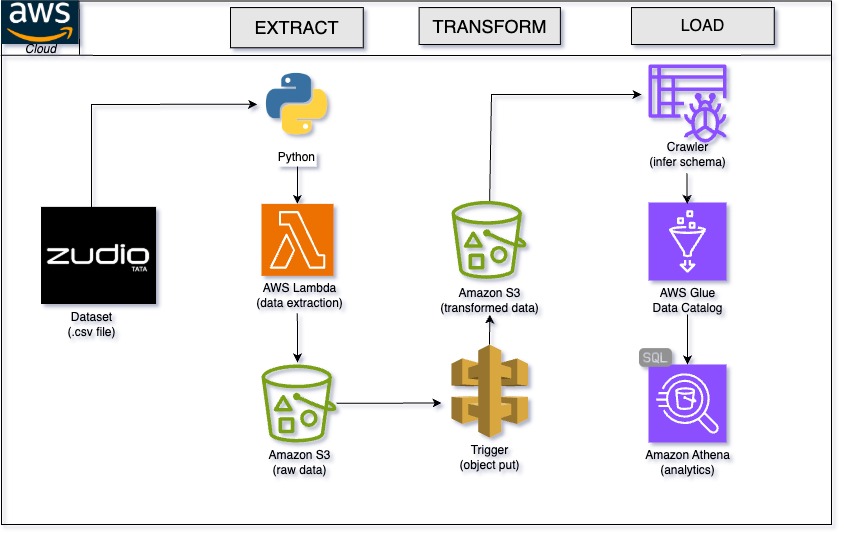 aws
Cloud
EXTRACT
TRANSFORM
LOAD
Python
Crawler
(infer schema)
zudio
TATA
Dataset
(.csv file)
AWS Lambda
(data extraction)
Amazon S3
(transformed data)
AWS Glue
Data Catalog
Amazon S3
(raw data)
Trigger
(object put)
SQL
Amazon Athena
(analytics)